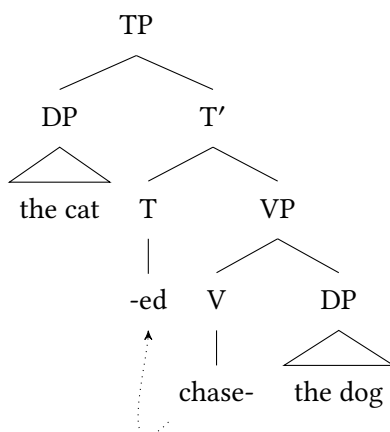 TP
DP T′
the cat T VP
-ed V DP
chase- the dog